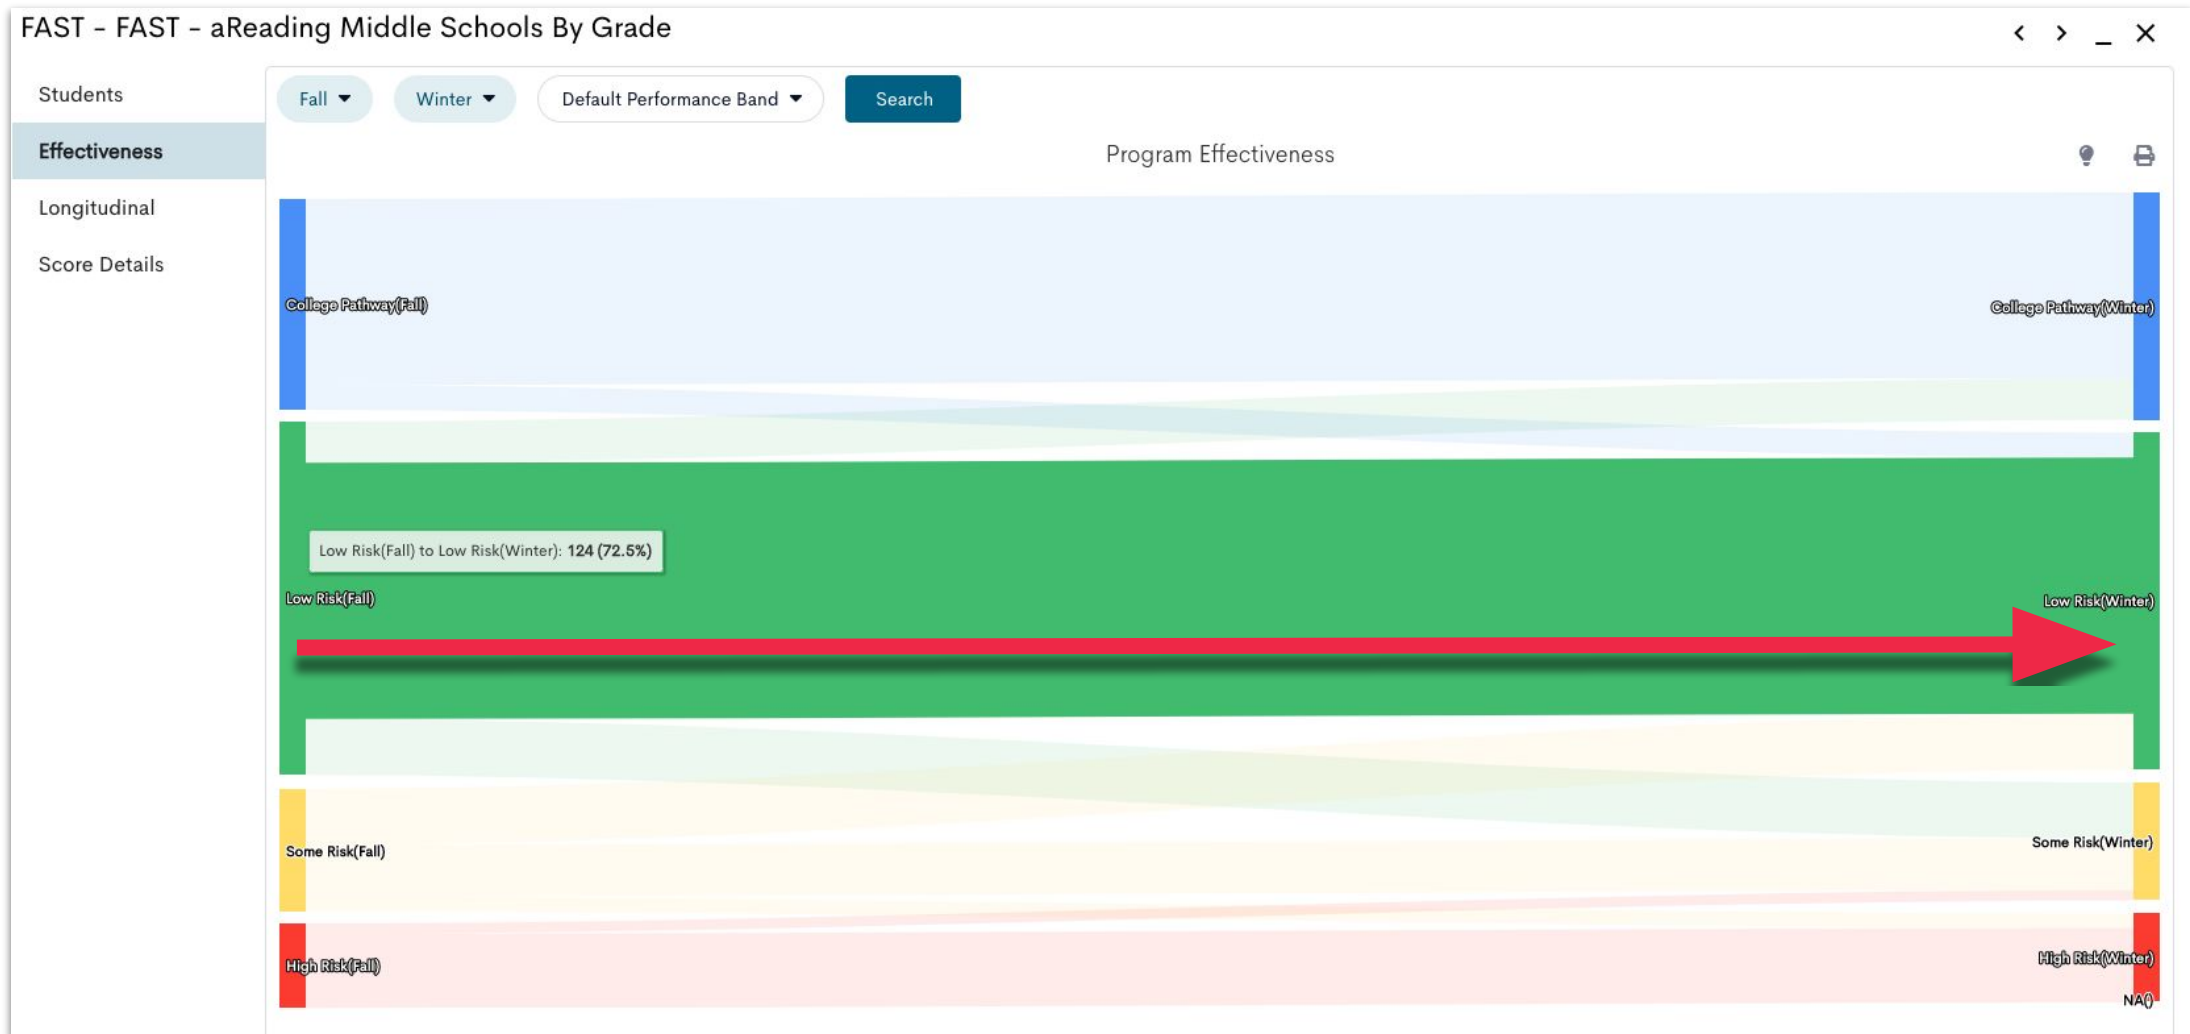 FAST - FAST - aReading Middle Schools By Grade
Students
Effectiveness
Longitudinal
Score Details
Fall Winter Default Performance Band Search
Program Effectiveness
College Pathway(Fall)
College Pathway(Winter)
Low Risk(Fall) to Low Risk(Winter): 124 (72.5%)
Low Risk(Fall)
Low Risk(Winter)
Some Risk(Fall)
Some Risk(Winter)
High Risk(Fall)
High Risk(Winter)
NA()